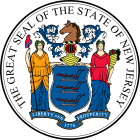 THE GREAT SEAL OF THE STATE OF NEW JERSEY
LIBERTY AND PROSPERITY
1776